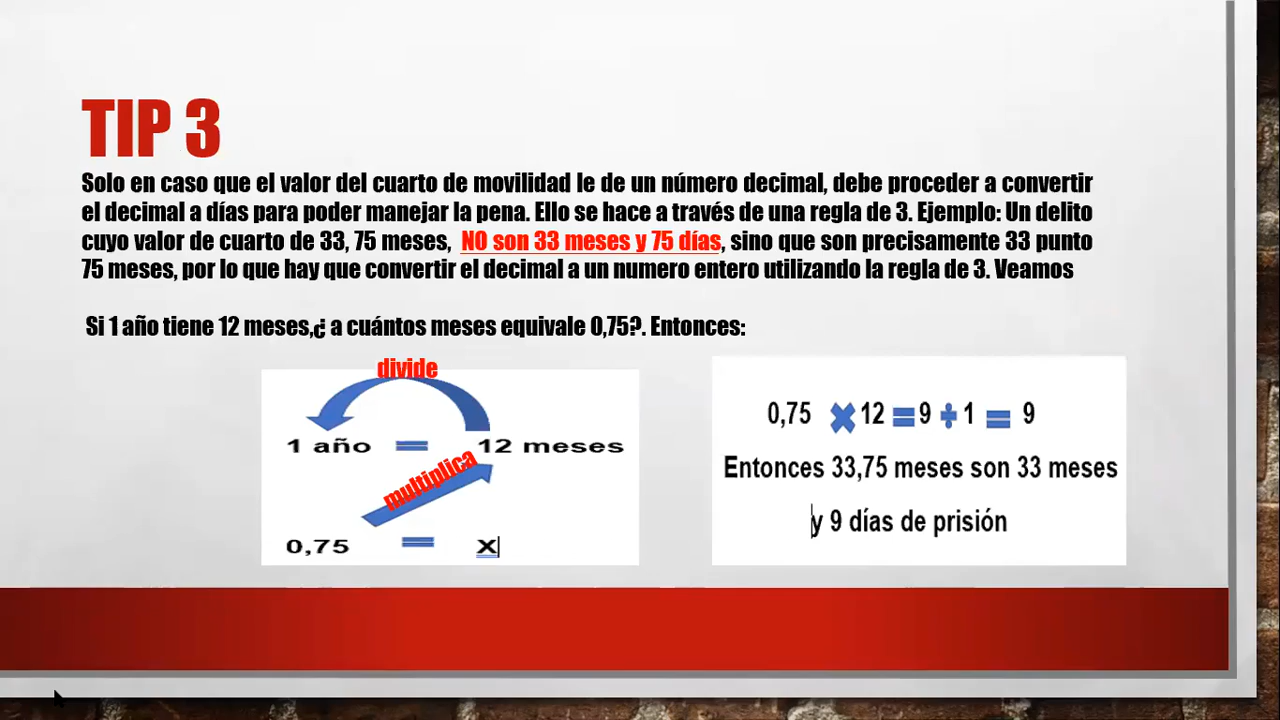 TIP 3
Solo en caso que el valor del cuarto de movilidad le de un número decimal, debe proceder a convertir
el decimal a días para poder manejar la pena. Ello se hace a través de una regla de 3. Ejemplo: Un delito
cuyo valor de cuarto de 33, 75 meses, NO son 33 meses y 75 días, sino que son precisamente 33 punto
75 meses, por lo que hay que convertir el decimal a un numero entero utilizando la regla de 3. Veamos
Si 1 año tiene 12 meses,¿ a cuántos meses equivale 0,75?. Entonces:
divide
1 año = 12 meses
multiplica
0,75 = X
0,75 × 12 = 9 ÷ 1 = 9
Entonces 33,75 meses son 33 meses
y 9 días de prisión